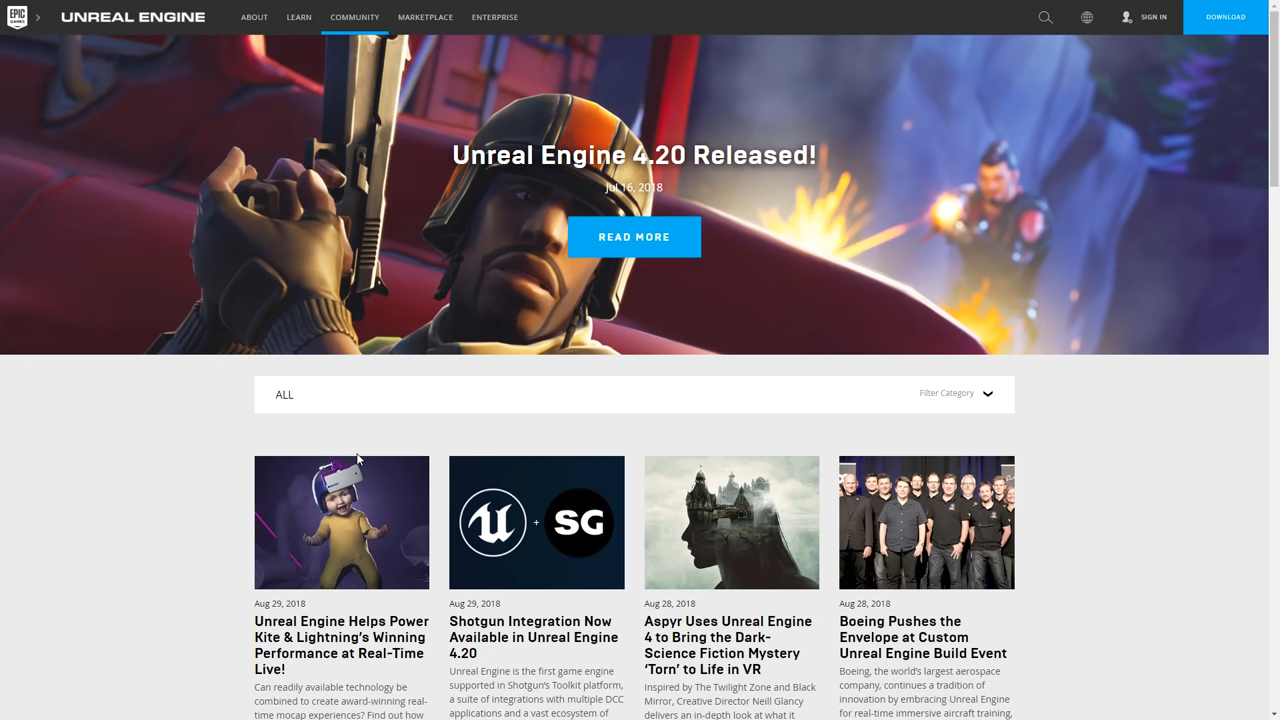 EPIC GAMES
UNREAL ENGINE
ABOUT
LEARN
COMMUNITY
MARKETPLACE
ENTERPRISE
SIGN IN
DOWNLOAD
Unreal Engine 4.20 Released!
Jul 16, 2018
READ MORE
ALL
Filter Category
+ SG
Aug 29, 2018
Unreal Engine Helps Power
Kite & Lightning’s Winning
Performance at Real-Time
Live!
Can readily available technology be
combined to create award-winning real-
time mocap experiences? Find out how
Aug 29, 2018
Shotgun Integration Now
Available in Unreal Engine
4.20
Unreal Engine is the first game engine
supported in Shotgun’s Toolkit platform,
a suite of integrations with multiple DCC
applications and a vast ecosystem of
Aug 28, 2018
Aspyr Uses Unreal Engine
4 to Bring the Dark-
Science Fiction Mystery
‘Torn’ to Life in VR
Inspired by The Twilight Zone and Black
Mirror, Creative Director Neill Glancy
delivers an in-depth look at what it
Aug 28, 2018
Boeing Pushes the
Envelope at Custom
Unreal Engine Build Event
Boeing, the world’s largest aerospace
company, continues a tradition of
innovation by embracing Unreal Engine
for real-time immersive aircraft training,